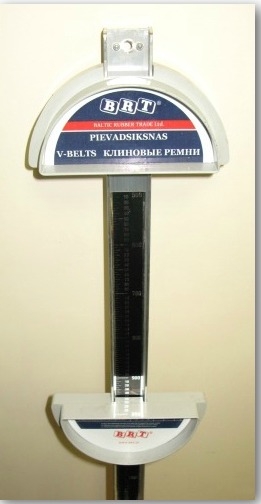 BRT
BALTIC RUBBER TRADE Ltd.
PIEVADSIKSNAS
V-BELTS КЛИНОВЫЕ РЕМНИ
BRT